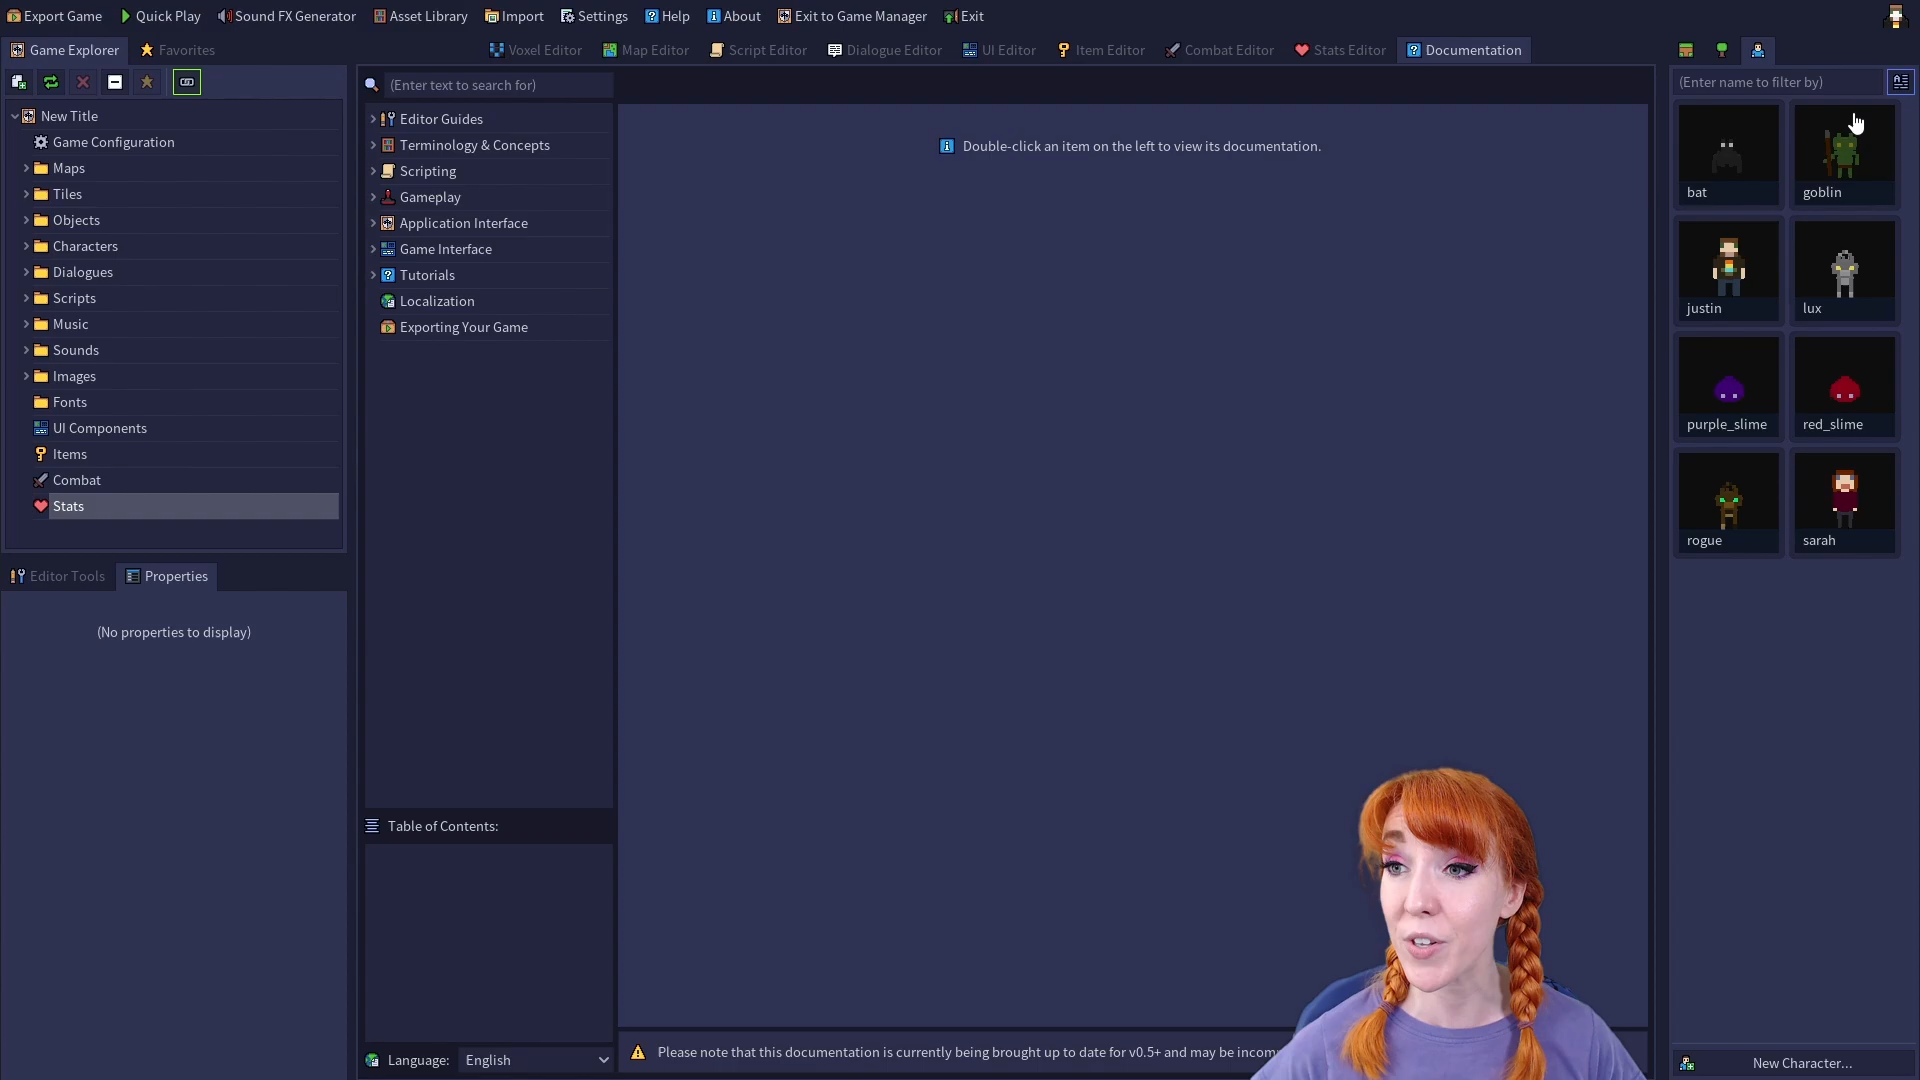 Export Game
Quick Play
Sound FX Generator
Asset Library
Import
Settings
Help
About
Exit to Game Manager
Exit
Game Explorer
Favorites
Voxel Editor
Map Editor
Script Editor
Dialogue Editor
UI Editor
Item Editor
Combat Editor
Stats Editor
Documentation
New Title
Game Configuration
Maps
Tiles
Objects
Characters
Dialogues
Scripts
Music
Sounds
Images
Fonts
UI Components
Items
Combat
Stats
Editor Tools
Properties
(No properties to display)
(Enter text to search for)
Editor Guides
Terminology & Concepts
Scripting
Gameplay
Application Interface
Game Interface
Tutorials
Localization
Exporting Your Game
Table of Contents:
Language:
English
Double-click an item on the left to view its documentation.
Please note that this documentation is currently being brought up to date for v0.5+ and may be incom
(Enter name to filter by)
bat
goblin
justin
lux
purple_slime
red_slime
rogue
sarah
New Character...